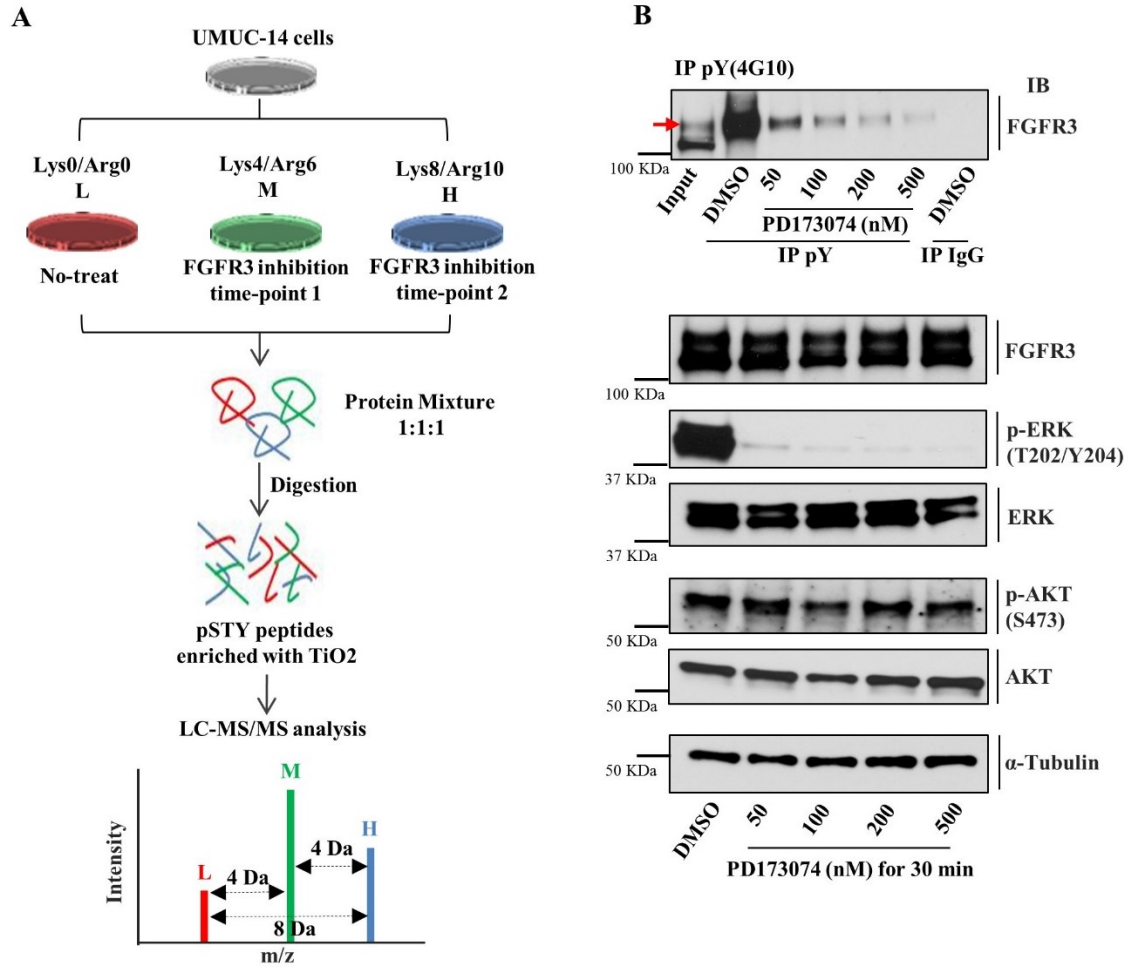 A
UMUC-14 cells
Lys0/Arg0
L
Lys4/Arg6
M
Lys8/Arg10
H
No-treat
FGFR3 inhibition
time-point 1
FGFR3 inhibition
time-point 2
Protein Mixture
1:1:1
Digestion
pSTY peptides
enriched with TiO2
LC-MS/MS analysis
Intensity
L
M
H
4 Da
4 Da
8 Da
m/z
B
IP pY(4G10)
IB
FGFR3
100 KDa
Input
DMSO
50
100
200
500
DMSO
PD173074 (nM)
IP pY
IP IgG
FGFR3
100 KDa
p-ERK
(T202/Y204)
37 KDa
ERK
37 KDa
p-AKT
(S473)
50 KDa
AKT
50 KDa
α-Tubulin
50 KDa
DMSO
50
100
200
500
PD173074 (nM) for 30 min